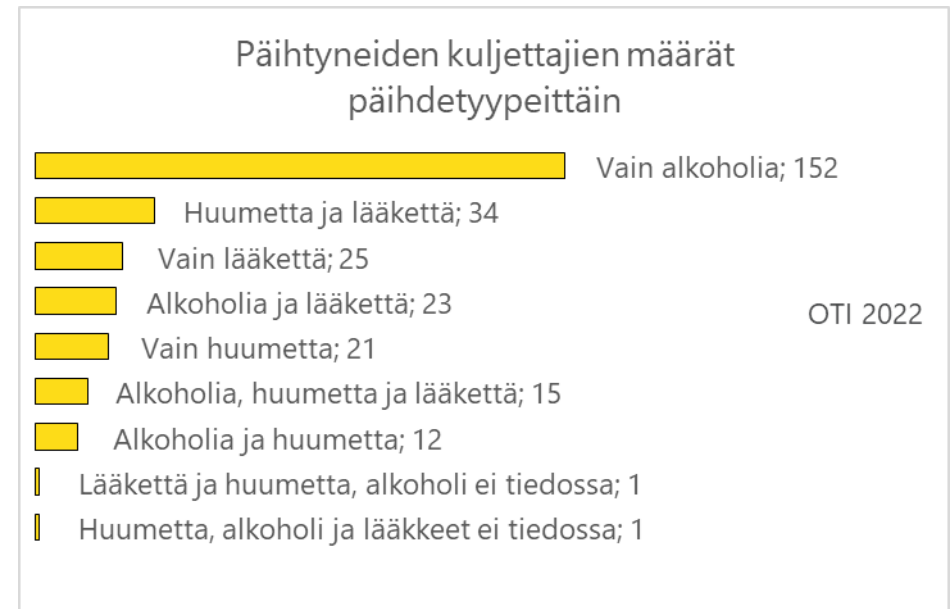 Päihtyneiden kuljettajien määrät
päihdetyypeittäin
Vain alkoholia; 152
Huumetta ja lääkettä; 34
Vain lääkettä; 25
Alkoholia ja lääkettä; 23
OTI 2022
Vain huumetta; 21
Alkoholia, huumetta ja lääkettä; 15
Alkoholia ja huumetta; 12
Lääkettä ja huumetta, alkoholi ei tiedossa; 1
Huumetta, alkoholi ja lääkkeet ei tiedossa; 1